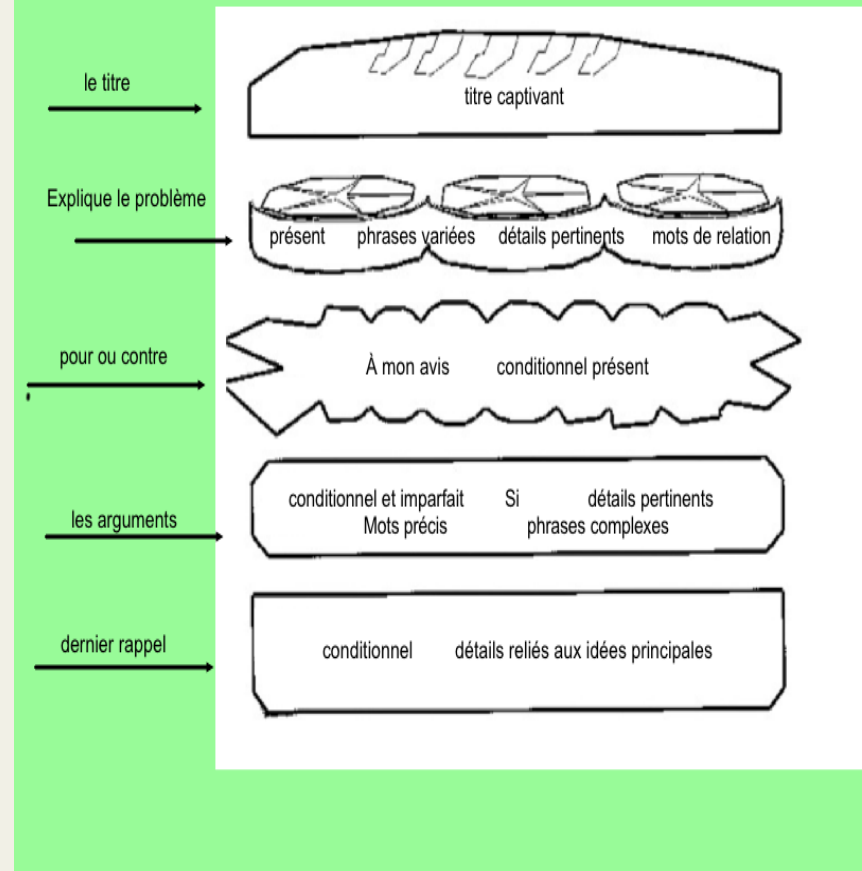 le titre
titre captivant
Explique le problème
présent phrases variées détails pertinents mots de relation
pour ou contre
À mon avis conditionnel présent
les arguments
conditionnel et imparfait Si détails pertinents
Mots précis phrases complexes
dernier rappel
conditionnel détails reliés aux idées principales